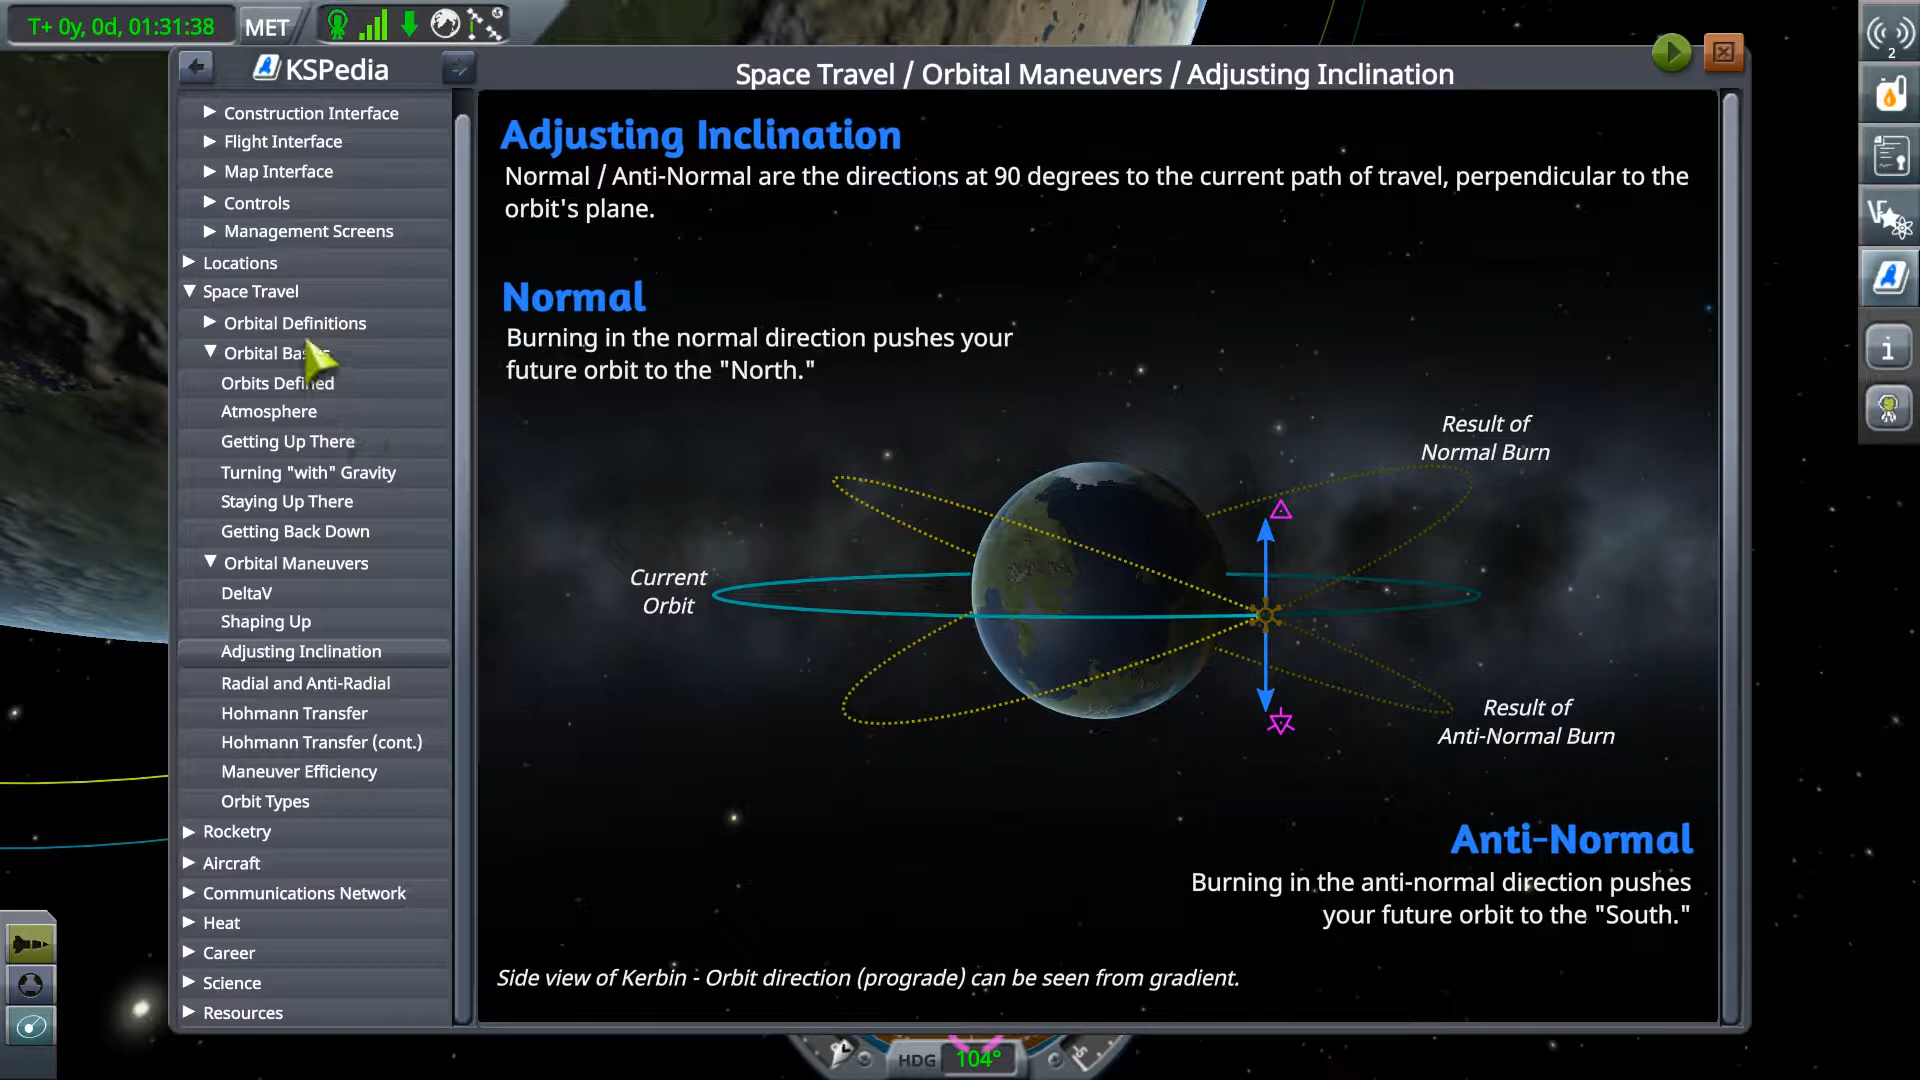 T+ 0y, 0d, 01:31:38
MET
2
KSPedia
Space Travel / Orbital Maneuvers / Adjusting Inclination
Construction Interface
Flight Interface
Map Interface
Controls
Management Screens
Locations
Space Travel
Orbital Definitions
Orbits Defined
Atmosphere
Getting Up There
Turning "with" Gravity
Staying Up There
Getting Back Down
Orbital Maneuvers
DeltaV
Shaping Up
Adjusting Inclination
Radial and Anti-Radial
Hohmann Transfer
Hohmann Transfer (cont.)
Maneuver Efficiency
Orbit Types
Rocketry
Aircraft
Communications Network
Heat
Career
Science
Resources
Adjusting Inclination
Normal / Anti-Normal are the directions at 90 degrees to the current path of travel, perpendicular to the
orbit's plane.
Normal
Burning in the normal direction pushes your
future orbit to the "North."
Result of
Normal Burn
Current
Orbit
Result of
Anti-Normal Burn
Anti-Normal
Burning in the anti-normal direction pushes
your future orbit to the "South."
Side view of Kerbin - Orbit direction (prograde) can be seen from gradient.
HDG 104°